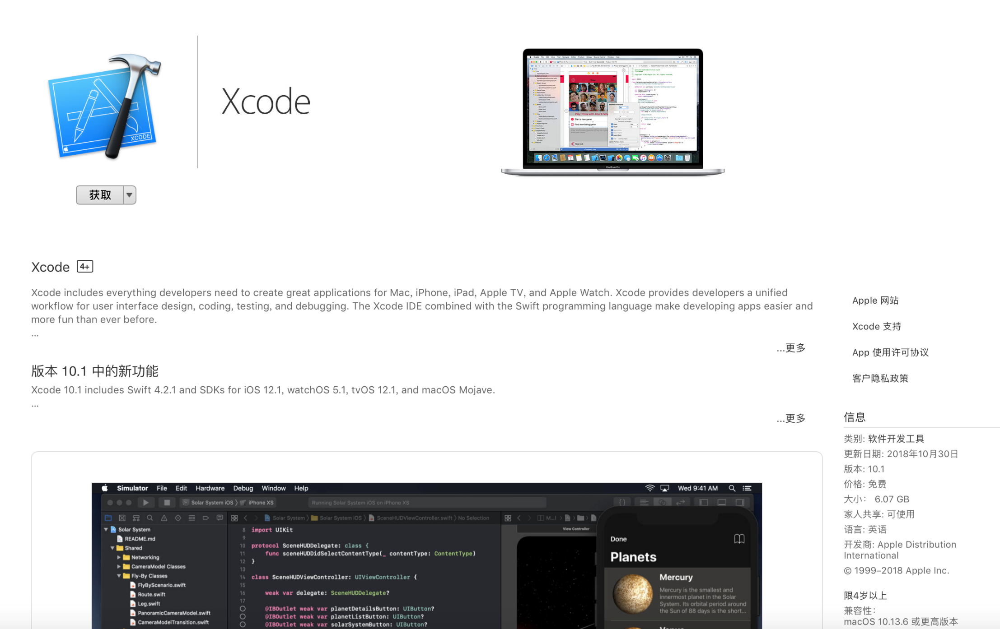 XCODE
Xcode
MacBook Pro
获取
Xcode 4+
Xcode includes everything developers need to create great applications for Mac, iPhone, iPad, Apple TV, and Apple Watch. Xcode provides developers a unified
workflow for user interface design, coding, testing, and debugging. The Xcode IDE combined with the Swift programming language make developing apps easier and
more fun than ever before.
...
...更多
版本 10.1 中的新功能
Xcode 10.1 includes Swift 4.2.1 and SDKs for iOS 12.1, watchOS 5.1, tvOS 12.1, and macOS Mojave.
...
...更多
Apple 网站
Xcode 支持
App 使用许可协议
客户隐私政策
信息
类别: 软件开发工具
更新日期: 2018年10月30日
版本: 10.1
价格: 免费
大小： 6.07 GB
家人共享: 可使用
语言: 英语
开发商: Apple Distribution
International
© 1999–2018 Apple Inc.
限4岁以上
兼容性:
macOS 10.13.6 或更高版本
Simulator File Edit Hardware Debug Window Help
Wed 9:41 AM
Solar System iOS 〉 iPhone XS
Running Solar System iOS on iPhone XS
Solar System 〉 Solar System iOS 〉 SceneHUDViewController.swift 〉 No Selection
M...l
Solar System
README.md
Shared
Networking
CameraModel Classes
Fly-By Classes
FlyByScenario.swift
Route.swift
Leg.swift
PanoramicCameraModel.swift
CameraModelTransition.swift
8 import UIKit
9
10 protocol SceneHUDDelegate: class {
11 func sceneHUDDidSelectContentType(_ contentType: ContentType)
12 }
13
14 class SceneHUDViewController: UIViewController {
15
16 weak var delegate: SceneHUDDelegate?
17
@IBOutlet weak var planetDetailsButton: UIButton?
@IBOutlet weak var planetListButton: UIButton?
@IBOutlet weak var solarSystemButton: UIButton?
View Controller
Done
Planets
Mercury
Mercury is the smallest and
innermost planet in the Solar
System. Its orbital period around
the Sun of 88 days is the short...